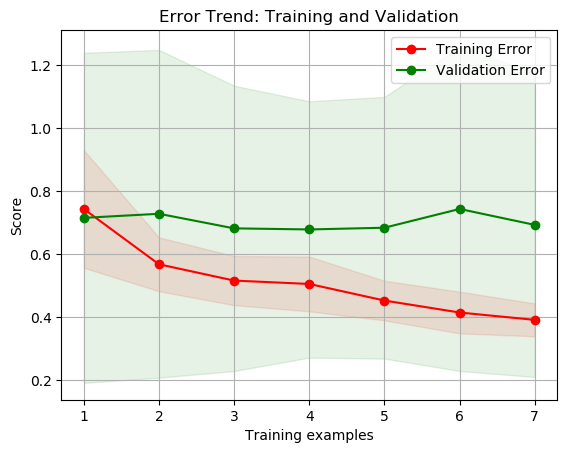 Error Trend: Training and Validation
Training Error
Validation Error
Score
1.2
1.0
0.8
0.6
0.4
0.2
1 2 3 4 5 6 7
Training examples